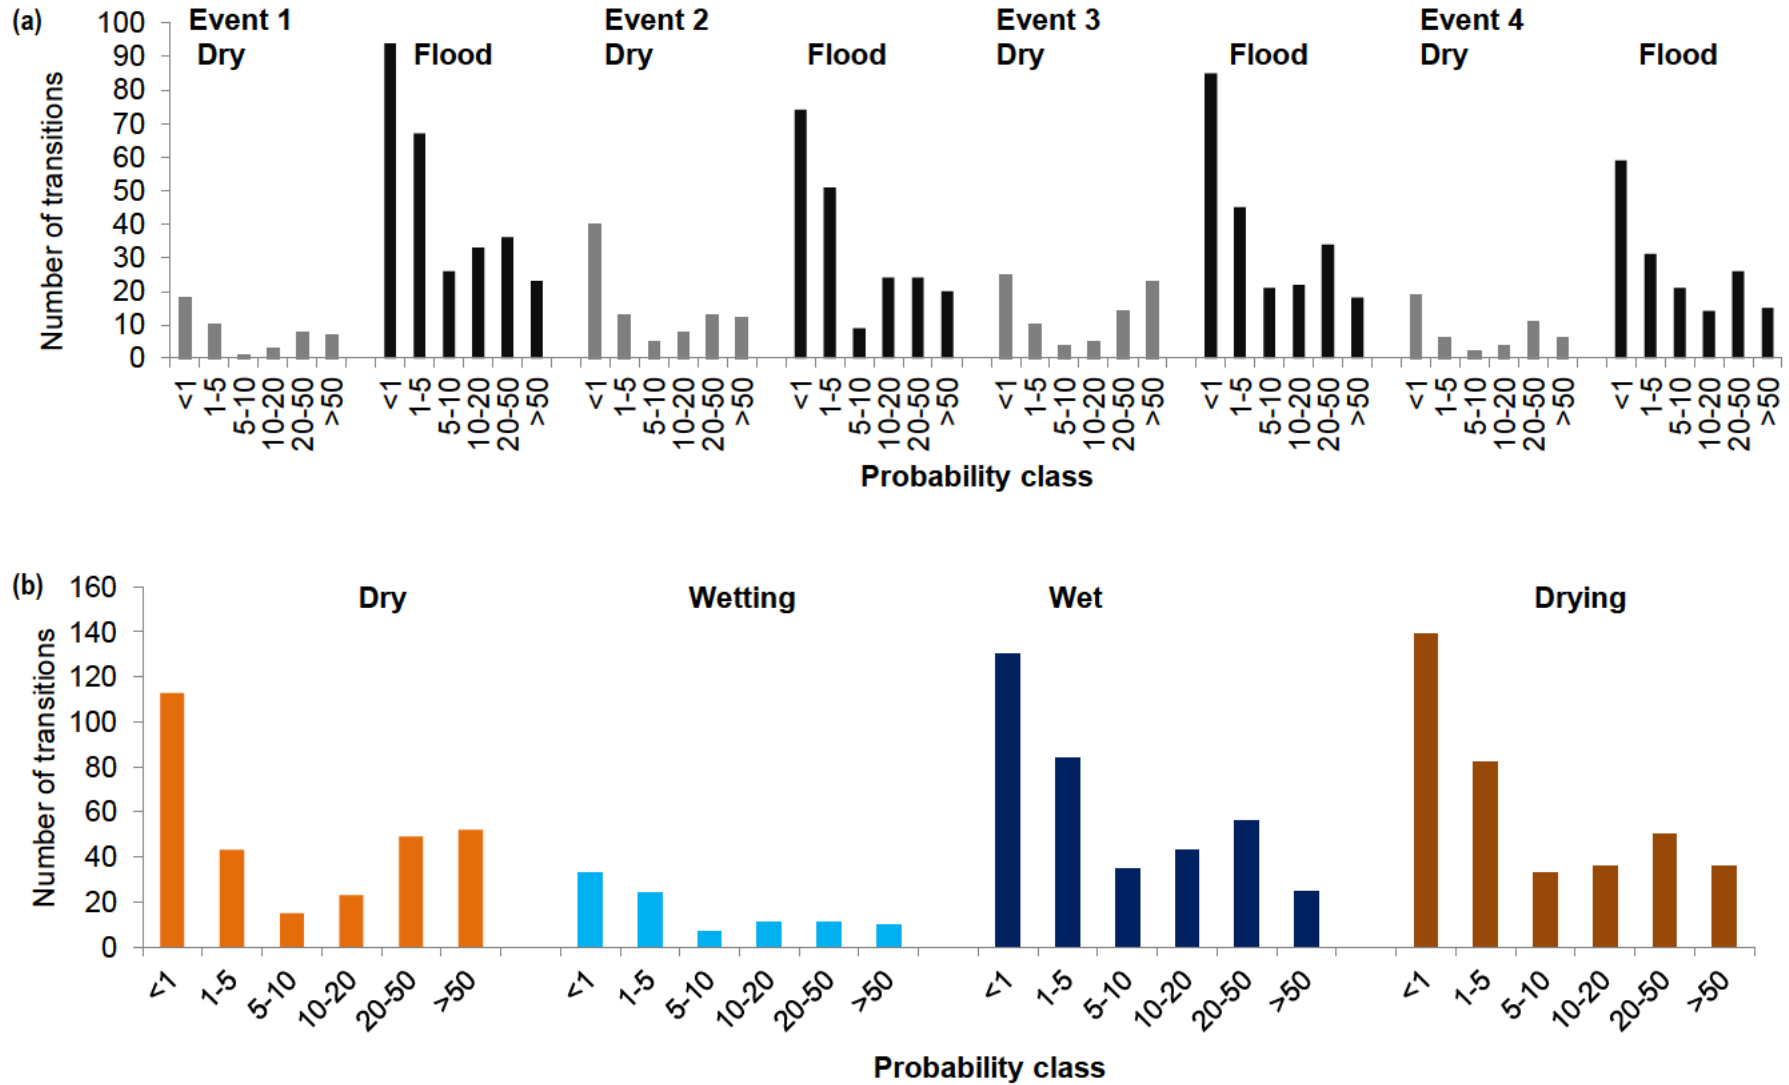 (a)
Event 1 Event 2 Event 3 Event 4
Dry Flood Dry Flood Dry Flood Dry Flood
Number of transitions
100
90
80
70
60
50
40
30
20
10
0
<1 1-5 5-10 10-20 20-50 >50 <1 1-5 5-10 10-20 20-50 >50 <1 1-5 5-10 10-20 20-50 >50 <1 1-5 5-10 10-20 20-50 >50 <1 1-5 5-10 10-20 20-50 >50 <1 1-5 5-10 10-20 20-50 >50 <1 1-5 5-10 10-20 20-50 >50 <1 1-5 5-10 10-20 20-50 >50
Probability class
(b)
Dry Wetting Wet Drying
Number of transitions
160
140
120
100
80
60
40
20
0
<1 1-5 5-10 10-20 20-50 >50 <1 1-5 5-10 10-20 20-50 >50 <1 1-5 5-10 10-20 20-50 >50 <1 1-5 5-10 10-20 20-50 >50
Probability class